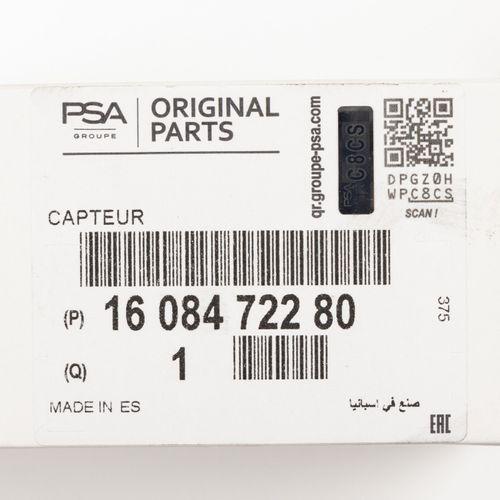 PSA
GROUPE
ORIGINAL
PARTS
qr.groupe-psa.com
PSA C8CS
DPGZ0H
WPC8CS
SCAN!
CAPTEUR
(P) 16 084 722 80
375
(Q) 1
MADE IN ES
صنع في اسبانيا
EAC